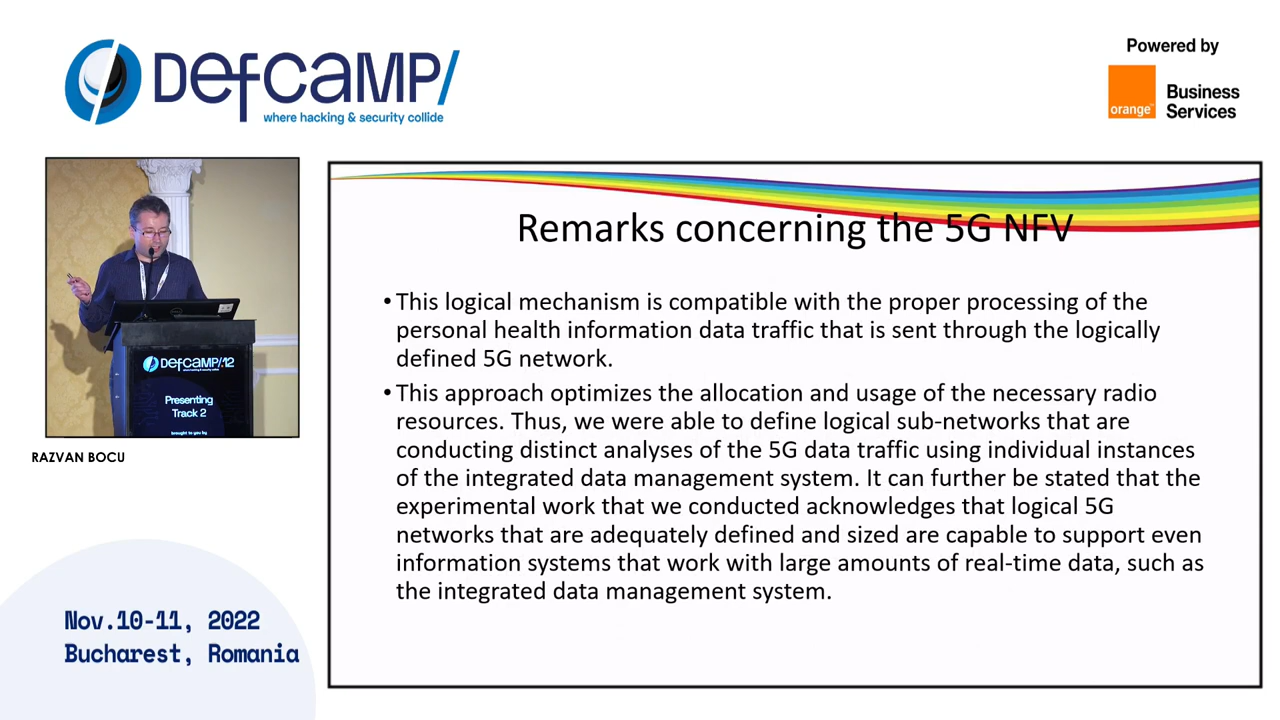 DefCAMP/
where hacking & security collide
Powered by
orange™
Business
Services
DefCAMP/.12
Presenting
Track 2
brought to you by
RAZVAN BOCU
Nov.10-11, 2022
Bucharest, Romania
Remarks concerning the 5G NFV
• This logical mechanism is compatible with the proper processing of the
personal health information data traffic that is sent through the logically
defined 5G network.
• This approach optimizes the allocation and usage of the necessary radio
resources. Thus, we were able to define logical sub-networks that are
conducting distinct analyses of the 5G data traffic using individual instances
of the integrated data management system. It can further be stated that the
experimental work that we conducted acknowledges that logical 5G
networks that are adequately defined and sized are capable to support even
information systems that work with large amounts of real-time data, such as
the integrated data management system.